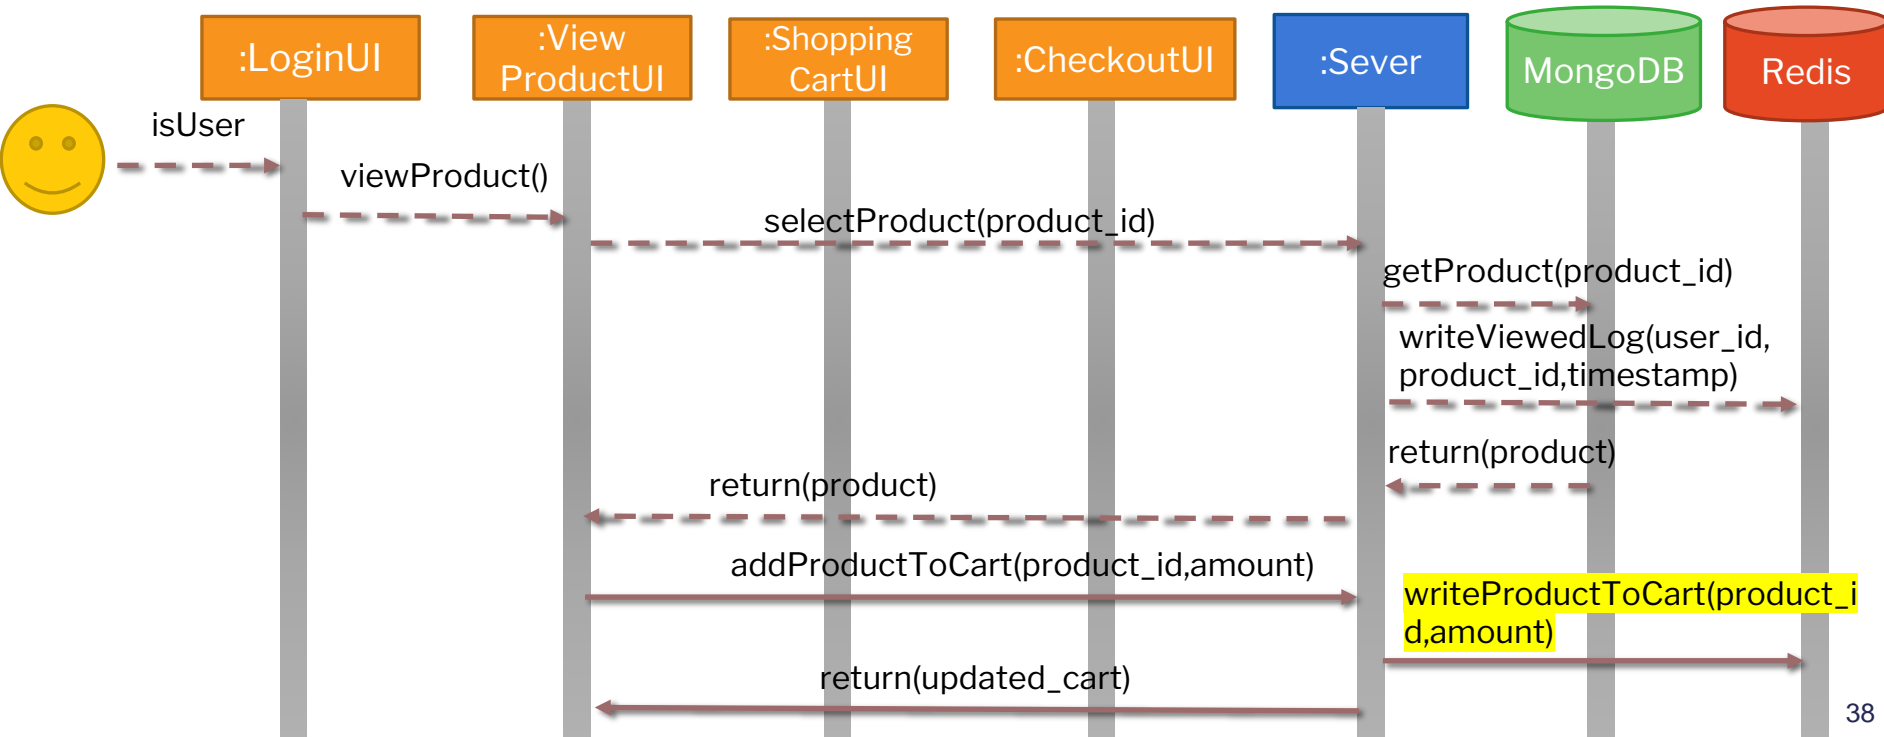 :LoginUI
:View
ProductUI
:Shopping
CartUI
:CheckoutUI
:Sever
MongoDB
Redis
isUser
viewProduct()
selectProduct(product_id)
getProduct(product_id)
writeViewedLog(user_id,
product_id,timestamp)
return(product)
return(product)
addProductToCart(product_id,amount)
writeProductToCart(product_i
d,amount)
return(updated_cart)
38